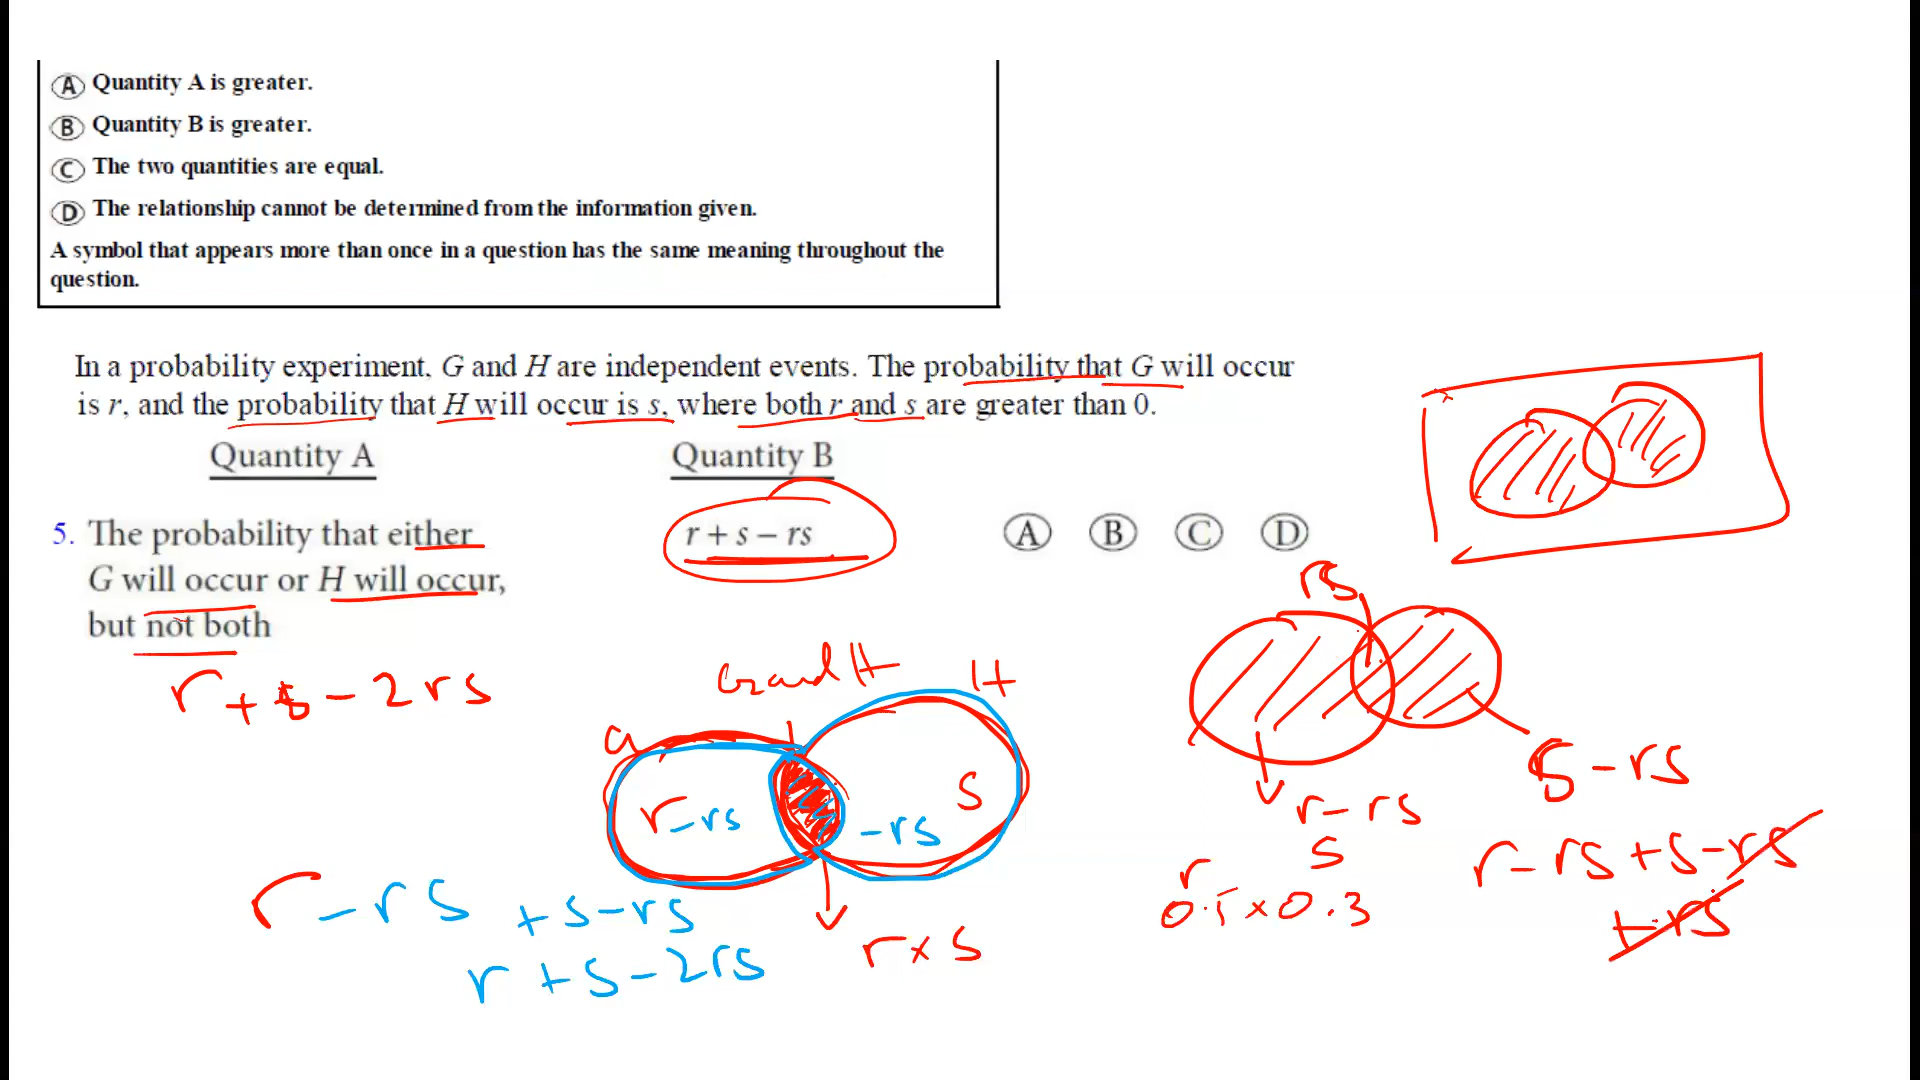 A Quantity A is greater.
B Quantity B is greater.
C The two quantities are equal.
D The relationship cannot be determined from the information given.
A symbol that appears more than once in a question has the same meaning throughout the
question.
In a probability experiment, G and H are independent events. The probability that G will occur
is r, and the probability that H will occur is s, where both r and s are greater than 0.
Quantity A Quantity B
5. The probability that either
G will occur or H will occur,
but not both
r + s – rs
A B C D
r + s - 2rs
G and H
G
H
r - rs
- rs
s
r - rs + s - rs
r + s - 2rs
r × s
rs
s - rs
r - rs
r s
0.5 × 0.3
r - rs + s - rs
+ rs